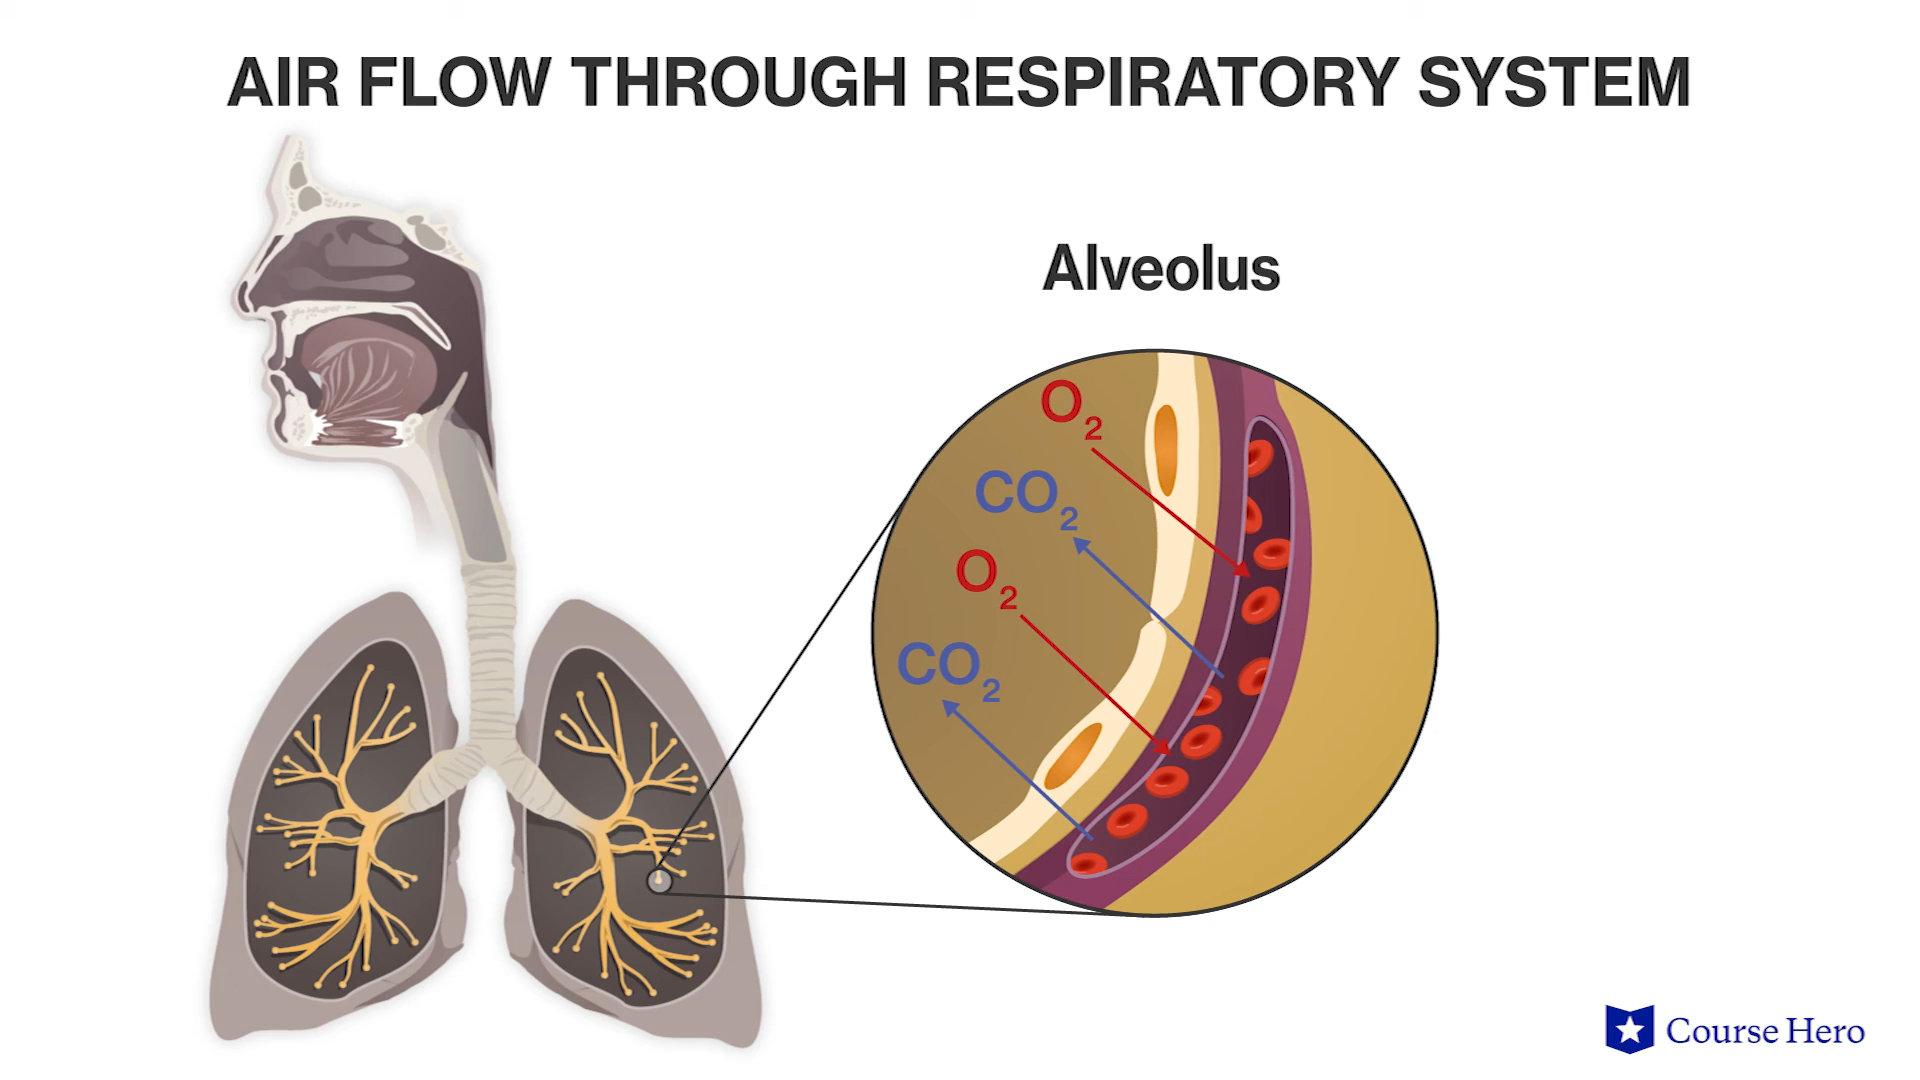 AIR FLOW THROUGH RESPIRATORY SYSTEM
Alveolus
O₂
CO₂
O₂
CO₂
Course Hero